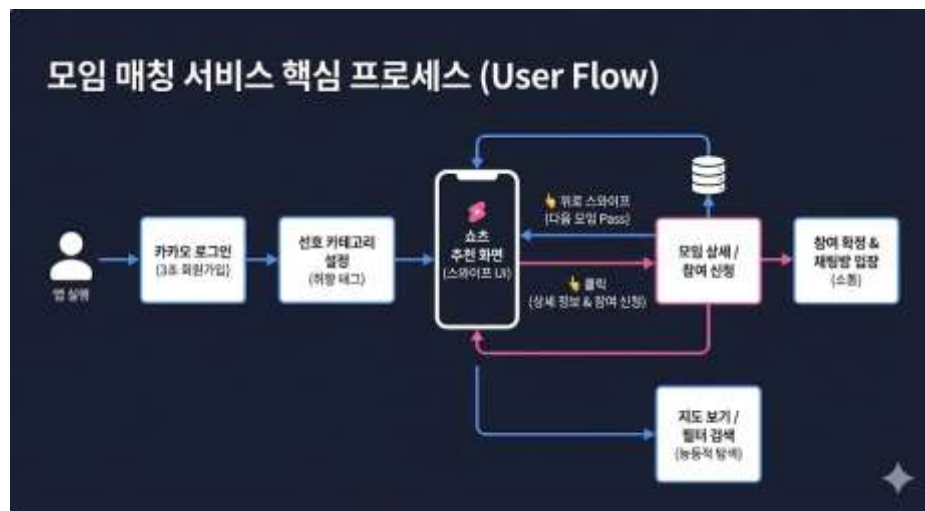 모임 매칭 서비스 핵심 프로세스 (User Flow)
앱 실행
카카오 로그인
(3초 회원가입)
선호 카테고리
설정
(취향 태그)
쇼츠
추천 화면
(스와이프 UI)
위로 스와이프
(다음 모임 Pass)
클릭
(상세 정보 & 참여 신청)
모임 상세 /
참여 신청
참여 확정 &
채팅방 입장
(소통)
지도 보기 /
필터 검색
(능동적 탐색)